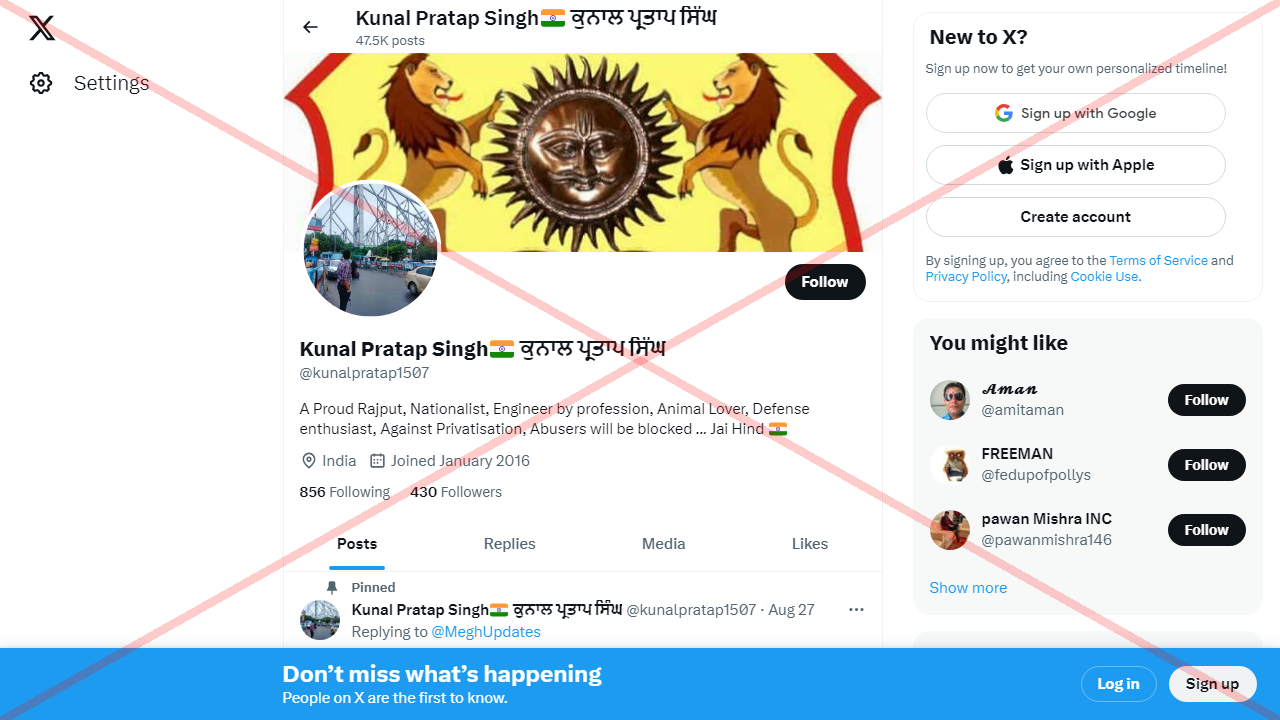 Settings
Kunal Pratap Singh🇮🇳 ਕੁਨਾਲ ਪ੍ਰਤਾਪ ਸਿੰਘ
47.5K posts
Follow
Kunal Pratap Singh🇮🇳 ਕੁਨਾਲ ਪ੍ਰਤਾਪ ਸਿੰਘ
@kunalpratap1507
A Proud Rajput, Nationalist, Engineer by profession, Animal Lover, Defense
enthusiast, Against Privatisation, Abusers will be blocked ... Jai Hind 🇮🇳
India Joined January 2016
856 Following 430 Followers
Posts Replies Media Likes
Pinned
Kunal Pratap Singh🇮🇳 ਕੁਨਾਲ ਪ੍ਰਤਾਪ ਸਿੰਘ @kunalpratap1507 · Aug 27
Replying to @MeghUpdates
New to X?
Sign up now to get your own personalized timeline!
Sign up with Google
Sign up with Apple
Create account
By signing up, you agree to the Terms of Service and
Privacy Policy, including Cookie Use.
You might like
𝓐𝓶𝓪𝓷
@amitaman
Follow
FREEMAN
@fedupofpollys
Follow
pawan Mishra INC
@pawanmishra146
Follow
Show more
Don’t miss what’s happening
People on X are the first to know.
Log in
Sign up